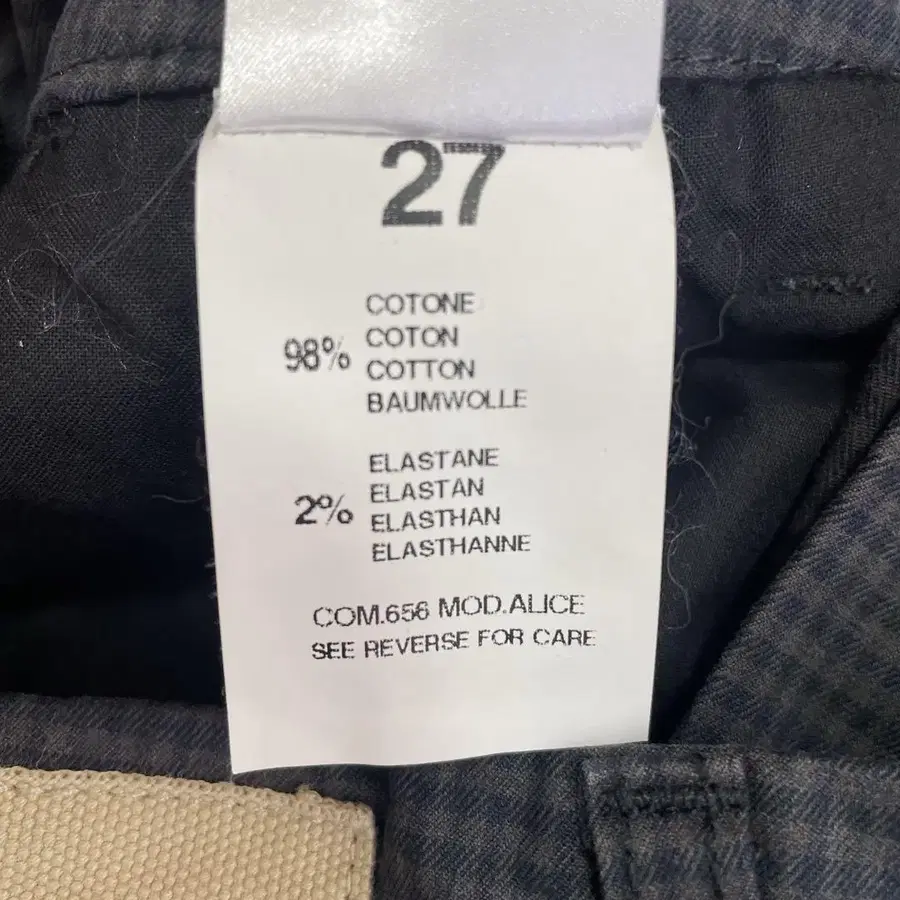 27
98%
COTONE
COTON
COTTON
BAUMWOLLE
2%
ELASTANE
ELASTAN
ELASTHAN
ELASTHANNE
COM.656 MOD.ALICE
SEE REVERSE FOR CARE